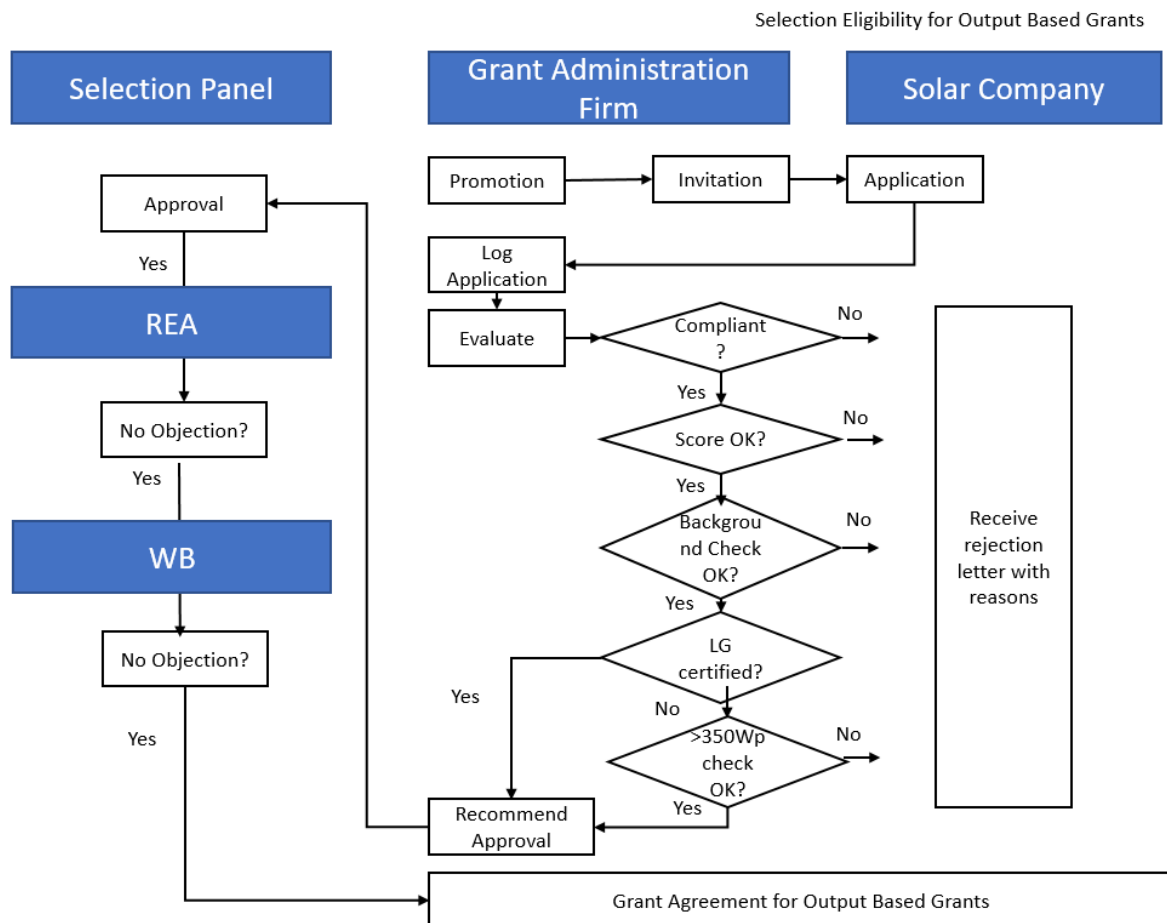 Selection Eligibility for Output Based Grants
Selection Panel
Grant Administration
Firm
Solar Company
Promotion
Invitation
Application
Approval
Yes
Log
Application
REA
Evaluate
Compliant
?
No
Yes
No Objection?
Score OK?
No
Yes
Yes
WB
Backgrou
nd Check
OK?
No
Receive
rejection
letter with
reasons
Yes
No Objection?
LG
certified?
Yes
No
Yes
>350Wp
check
OK?
No
Yes
Recommend
Approval
Grant Agreement for Output Based Grants